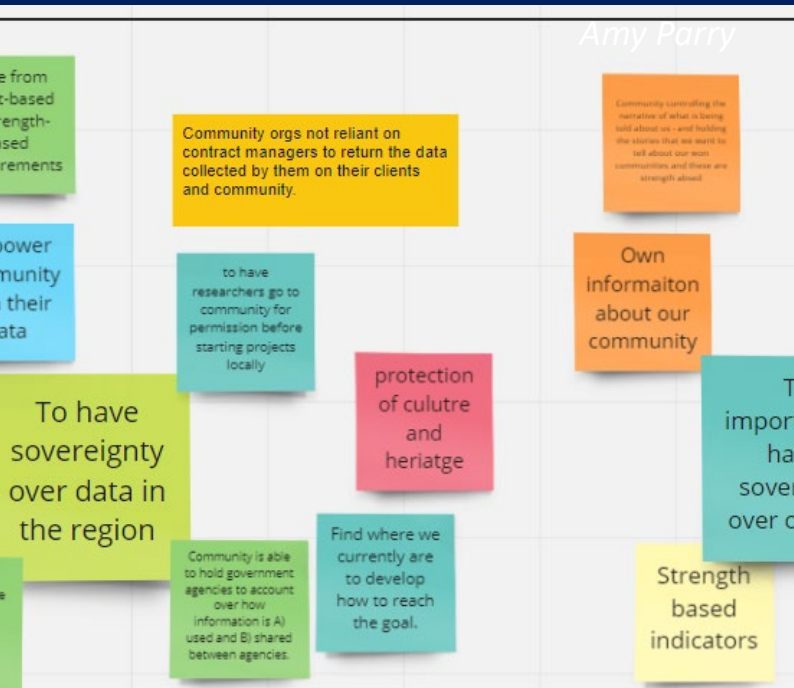 Amy Parry
e from
t-based
rength-
ased
rements
Community orgs not reliant on
contract managers to return the data
collected by them on their clients
and community.
Community controlling the
narrative of what is being
told about us - and holding
the stories that we want to
tell about our won
communities and these are
strength absed
power
munity
their
ata
to have
researchers go to
community for
permission before
starting projects
locally
Own
informaiton
about our
community
protection
of culutre
and
heriatge
T
impor
ha
sover
over
To have
sovereignty
over data in
the region
Community is able
to hold government
agencies to account
over how
information is A)
used and B) shared
between agencies.
Find where we
currently are
to develop
how to reach
the goal.
Strength
based
indicators
e